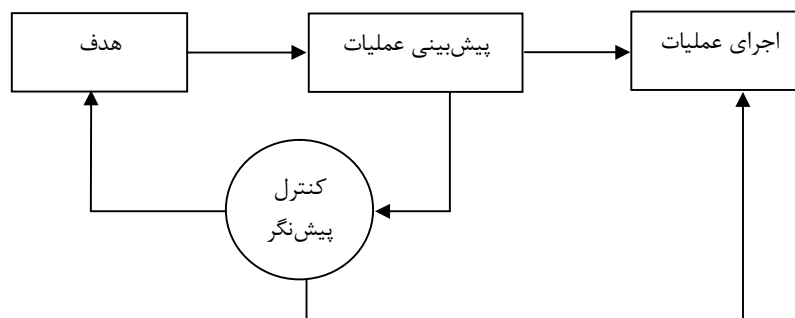 هدف
پیش‌بینی عملیات
اجرای عملیات
کنترل
پیش‌نگر